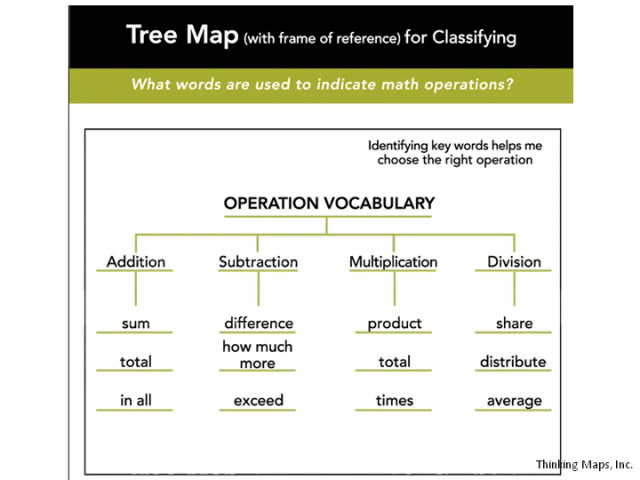 Tree Map (with frame of reference) for Classifying
What words are used to indicate math operations?
Identifying key words helps me
choose the right operation
OPERATION VOCABULARY
Addition Subtraction Multiplication Division
sum difference product share
total how much more total distribute
in all exceed times average
Thinking Maps, Inc.